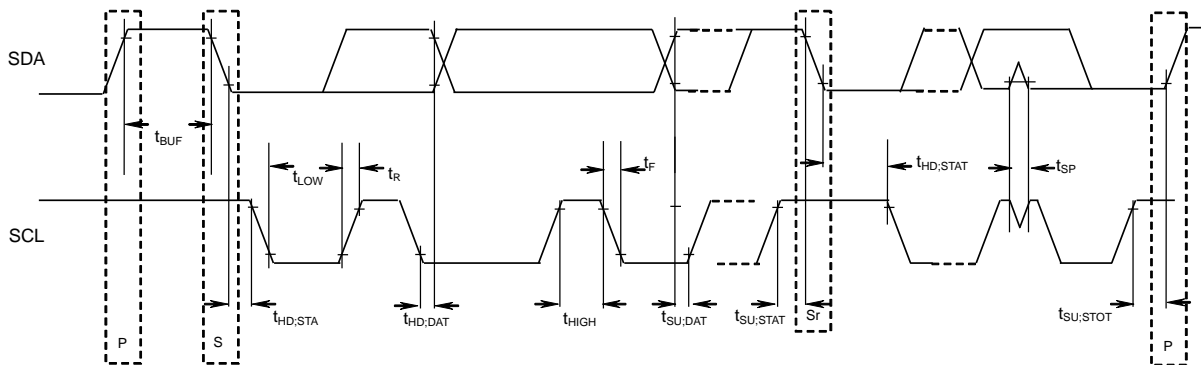 SDA
tBUF
tLOW
tR
tF
tHD;STAT
tSP
SCL
tHD;STA
tHD;DAT
tHIGH
tSU;DAT
tSU;STAT
Sr
tSU;STOT
P
S
P